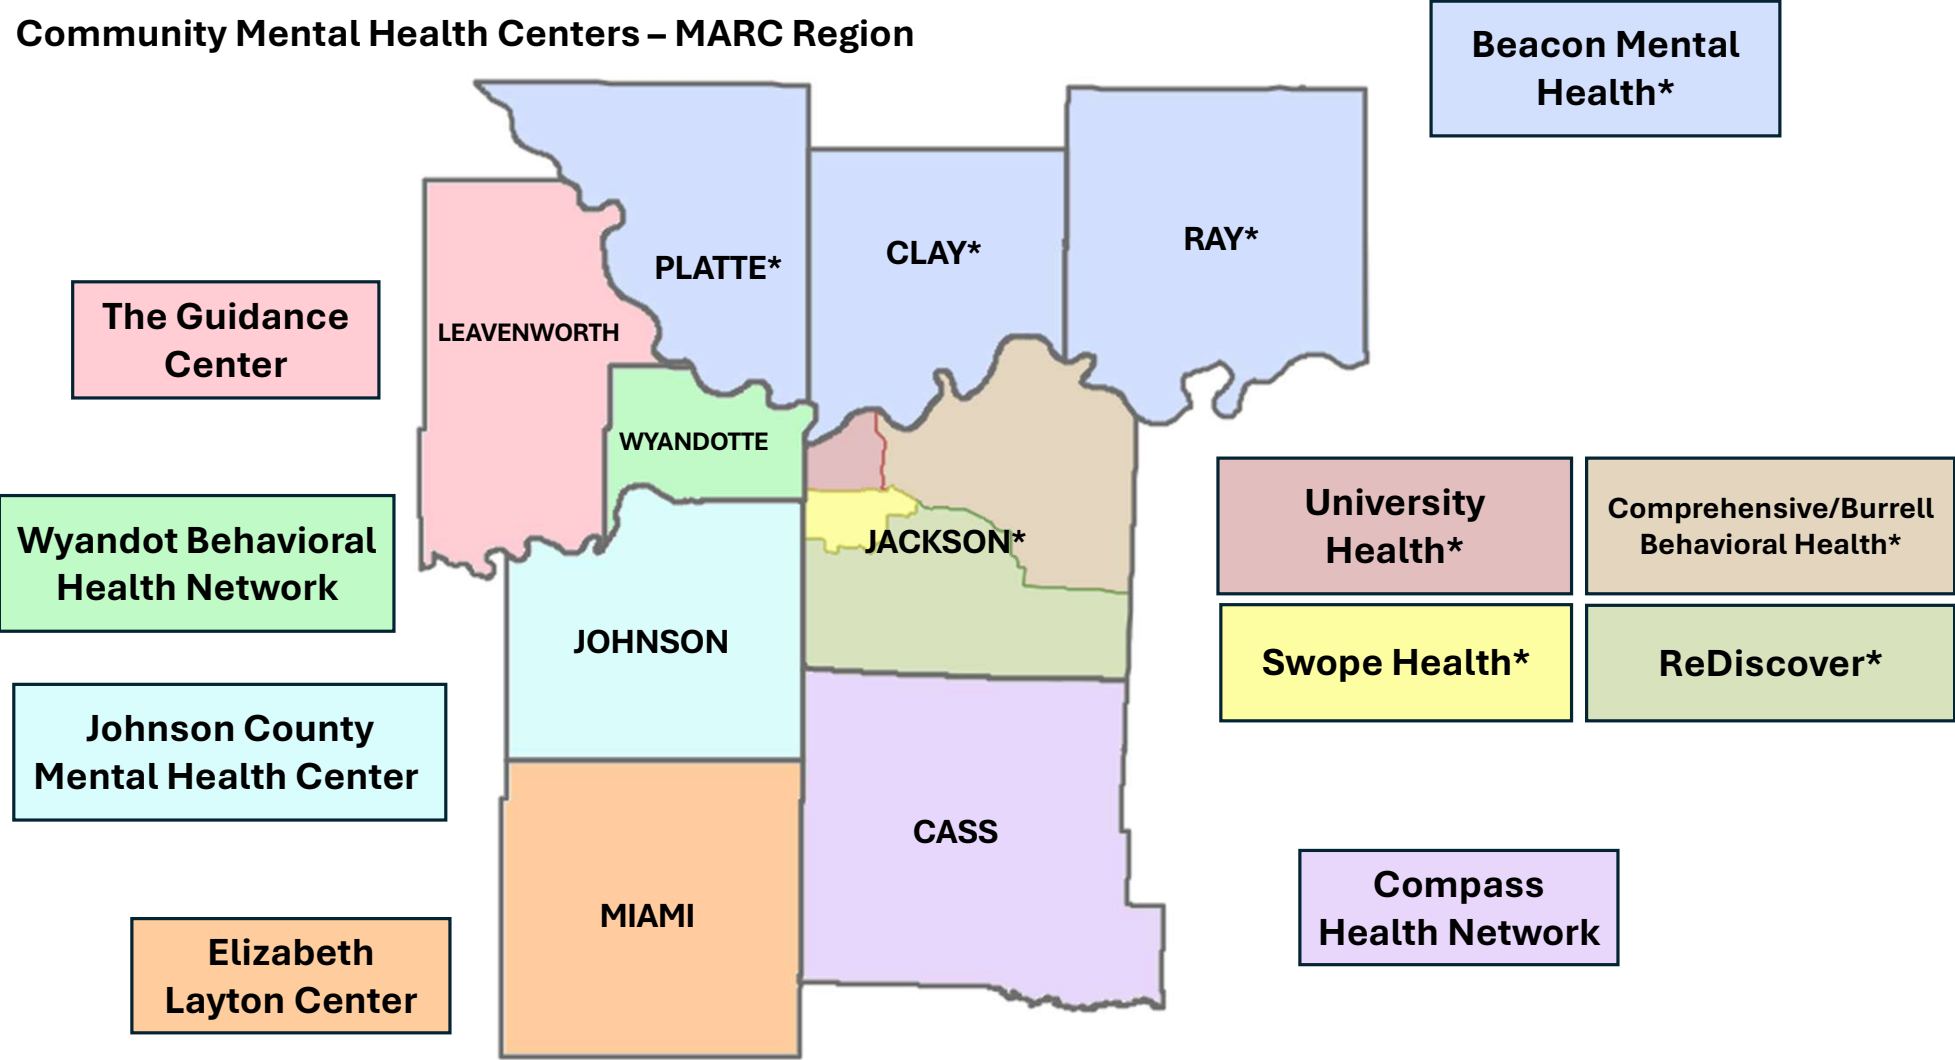 Community Mental Health Centers – MARC Region
Beacon Mental
Health*
PLATTE*
CLAY*
RAY*
LEAVENWORTH
The Guidance
Center
WYANDOTTE
Wyandot Behavioral
Health Network
JACKSON*
University
Health*
Comprehensive/Burrell
Behavioral Health*
Swope Health*
ReDiscover*
JOHNSON
Johnson County
Mental Health Center
CASS
MIAMI
Compass
Health Network
Elizabeth
Layton Center